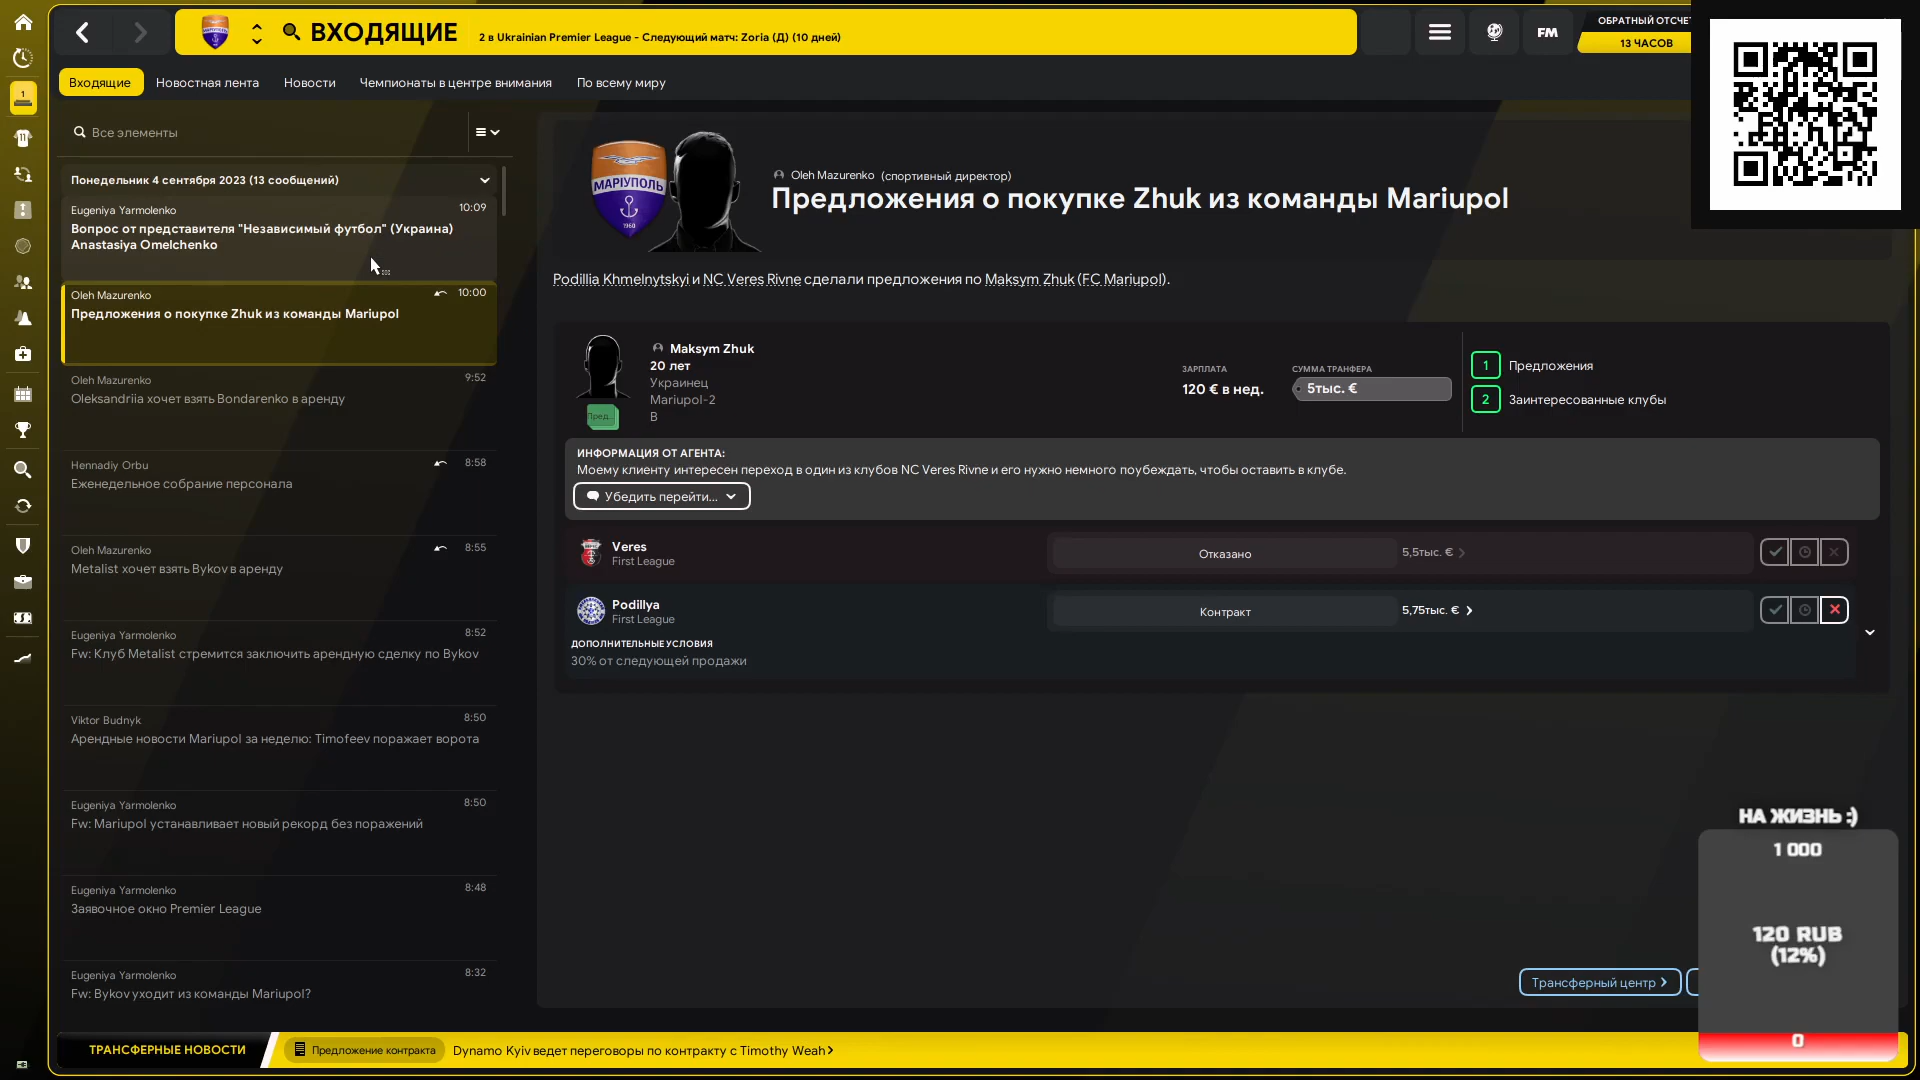 ВХОДЯЩИЕ
2 в Ukrainian Premier League - Следующий матч: Zoria (Д) (10 дней)
FM
ОБРАТНЫЙ ОТСЧЕТ
13 ЧАСОВ
Входящие
Новостная лента
Новости
Чемпионаты в центре внимания
По всему миру
Все элементы
Понедельник 4 сентября 2023 (13 сообщений)
Eugeniya Yarmolenko
10:09
Вопрос от представителя "Независимый футбол" (Украина)
Anastasiya Omelchenko
Oleh Mazurenko
10:00
Предложения о покупке Zhuk из команды Mariupol
Oleh Mazurenko
9:52
Oleksandriia хочет взять Bondarenko в аренду
Hennadiy Orbu
8:58
Еженедельное собрание персонала
Oleh Mazurenko
8:55
Metalist хочет взять Bykov в аренду
Eugeniya Yarmolenko
8:52
Fw: Клуб Metalist стремится заключить арендную сделку по Bykov
Viktor Budnyk
8:50
Арендные новости Mariupol за неделю: Timofeev поражает ворота
Eugeniya Yarmolenko
8:50
Fw: Mariupol устанавливает новый рекорд без поражений
Eugeniya Yarmolenko
8:48
Заявочное окно Premier League
Eugeniya Yarmolenko
8:32
Fw: Bykov уходит из команды Mariupol?
МАРІУПОЛЬ
1960
Oleh Mazurenko (спортивный директор)
Предложения о покупке Zhuk из команды Mariupol
Podillia Khmelnytskyi и NC Veres Rivne сделали предложения по Maksym Zhuk (FC Mariupol).
Maksym Zhuk
20 лет
Украинец
Mariupol-2
В
Пред...
ЗАРПЛАТА
120 € в нед.
СУММА ТРАНФЕРА
5тыс. €
1 Предложения
2 Заинтересованные клубы
ИНФОРМАЦИЯ ОТ АГЕНТА:
Моему клиенту интересен переход в один из клубов NC Veres Rivne и его нужно немного поубеждать, чтобы оставить в клубе.
Убедить перейти...
Veres
First League
Отказано
5,5тыс. €
Podillya
First League
Контракт
5,75тыс. €
ДОПОЛНИТЕЛЬНЫЕ УСЛОВИЯ
30% от следующей продажи
Трансферный центр
НА ЖИЗНЬ :)
1 000
120 RUB
(12%)
0
ТРАНСФЕРНЫЕ НОВОСТИ
Предложение контракта
Dynamo Kyiv ведет переговоры по контракту с Timothy Weah